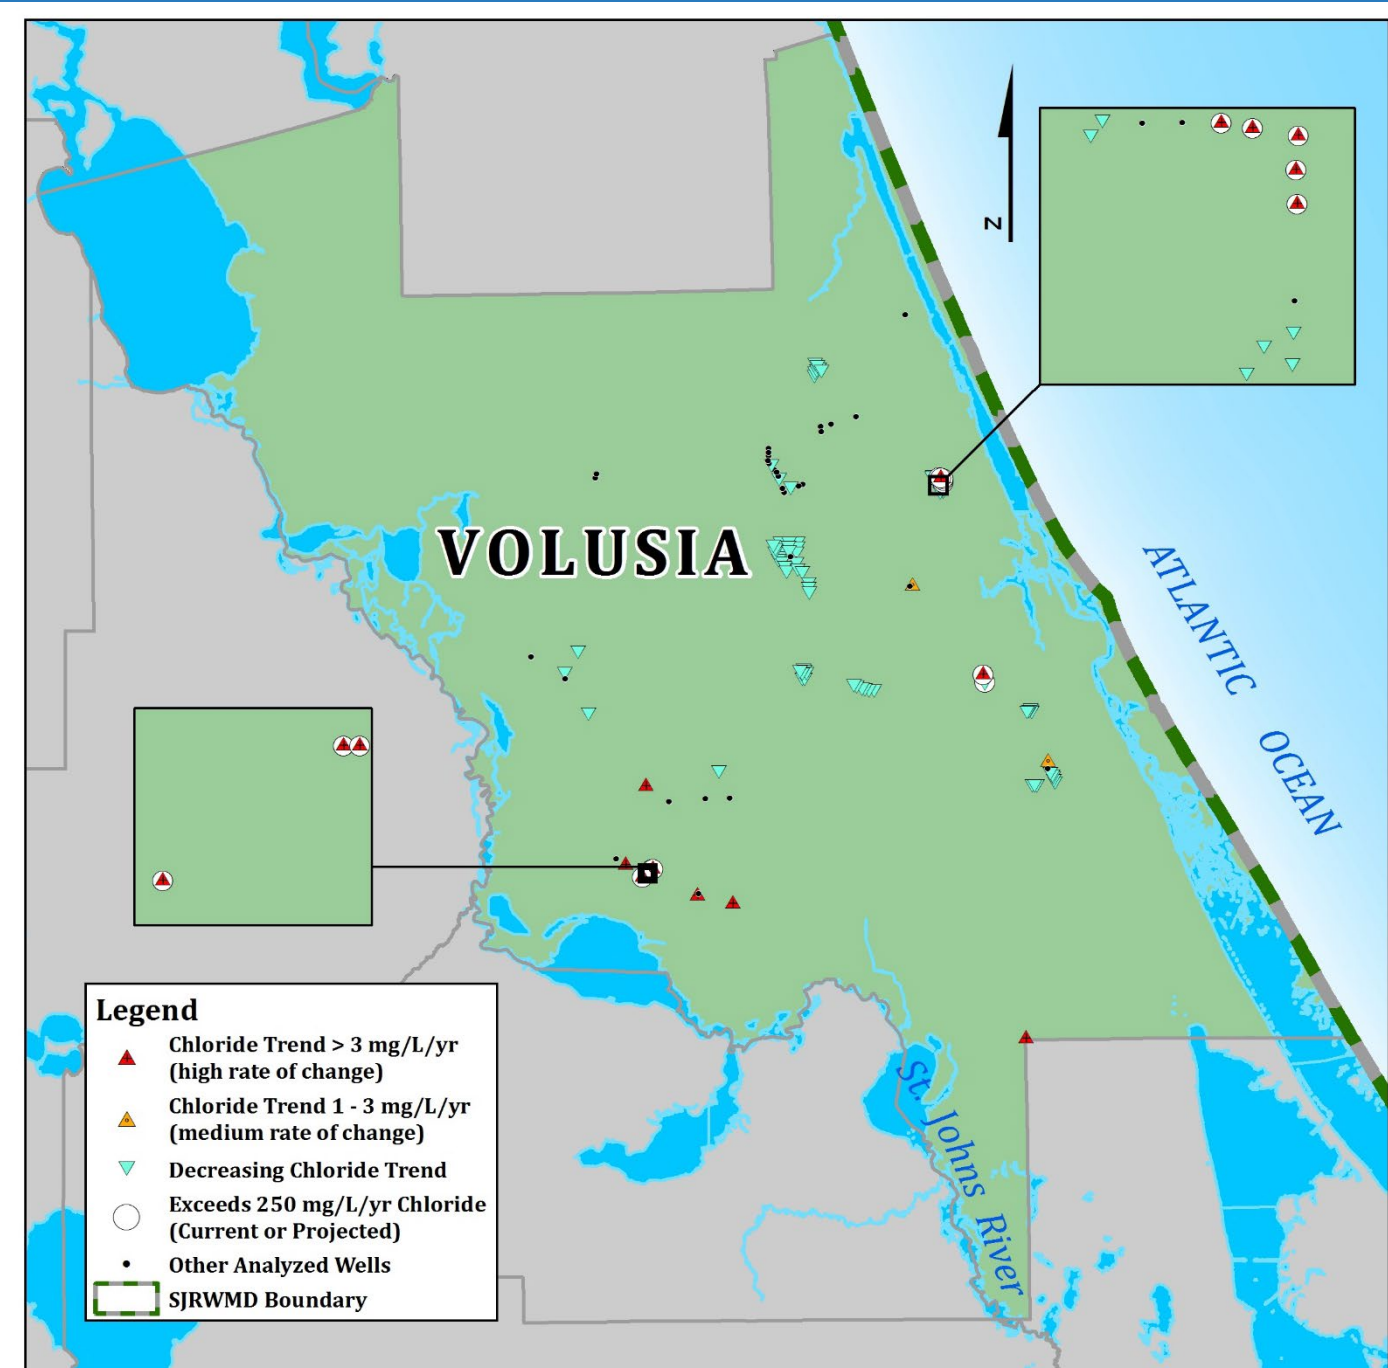 N
VOLUSIA
ATLANTIC OCEAN
St. Johns River
Legend
Chloride Trend > 3 mg/L/yr
(high rate of change)
Chloride Trend 1 - 3 mg/L/yr
(medium rate of change)
Decreasing Chloride Trend
Exceeds 250 mg/L/yr Chloride
(Current or Projected)
Other Analyzed Wells
SJRWMD Boundary